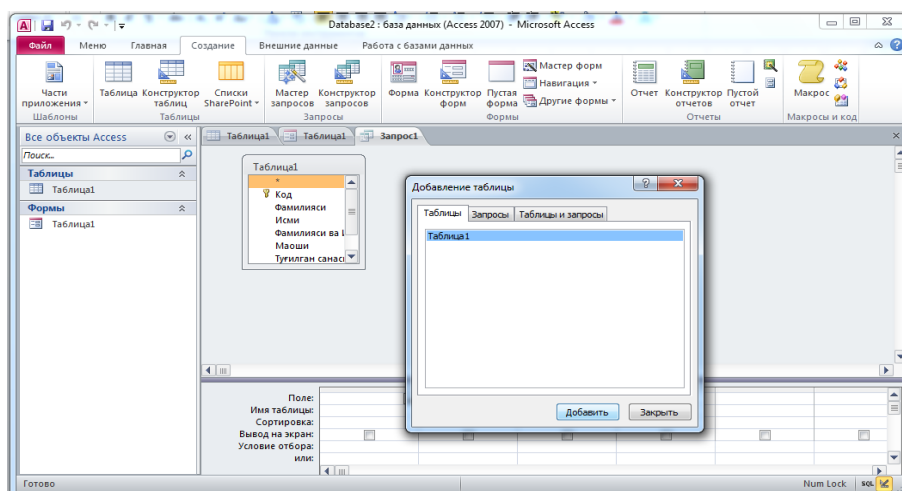 Database2 : база данных (Access 2007) - Microsoft Access
Файл Меню Главная Создание Внешние данные Работа с базами данных
Части приложения
Таблица
Конструктор таблиц
Списки SharePoint
Мастер запросов
Конструктор запросов
Форма
Конструктор форм
Пустая форма
Мастер форм
Навигация
Другие формы
Отчет
Конструктор отчетов
Пустой отчет
Макрос
Шаблоны Таблицы Запросы Формы Отчеты Макросы и код
Все объекты Access
Поиск...
Таблицы
Таблица1
Формы
Таблица1
Таблица1 Таблица1 Запрос1
Таблица1
*
Код
Фамилияси
Исми
Фамилияси ва
Маоши
Туғилган санас
Добавление таблицы
Таблицы Запросы Таблицы и запросы
Таблица1
Добавить Закрыть
Поле:
Имя таблицы:
Сортировка:
Вывод на экран:
Условие отбора:
или:
Готово
Num Lock SQL